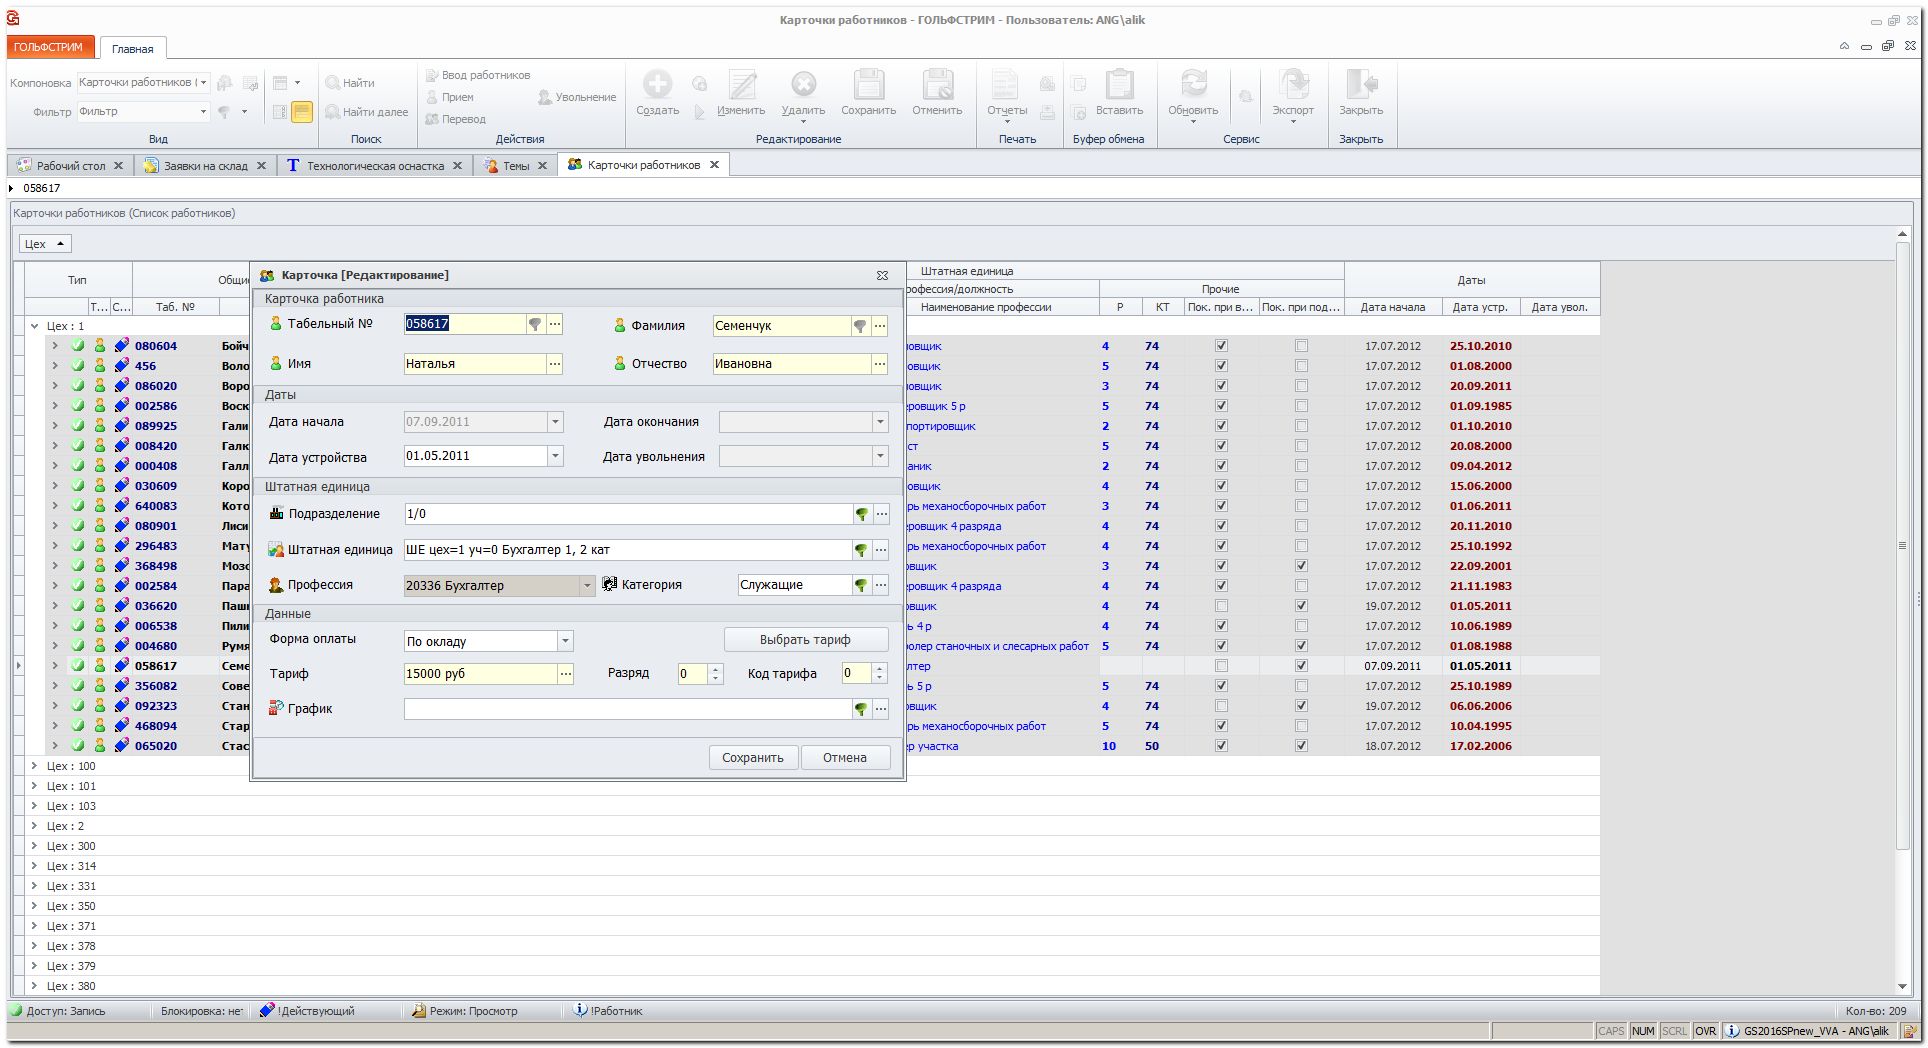 Карточки работников - ГОЛЬФСТРИМ - Пользователь: ANG\alik
ГОЛЬФСТРИМ Главная
Компоновка Карточки работников (
Фильтр Фильтр
Вид
Найти
Найти далее
Поиск
Ввод работников
Прием
Увольнение
Перевод
Действия
Создать Изменить Удалить Сохранить Отменить
Редактирование
Отчеты
Печать
Вставить
Буфер обмена
Обновить Экспорт
Сервис
Закрыть
Закрыть
Рабочий стол Заявки на склад Технологическая оснастка Темы Карточки работников
058617
Карточки работников (Список работников)
Цех
Тип Общие Штатная единица Даты
рофессия/должность Прочие
Т... С... Таб. № Наименование профессии Р КТ Пок. при в... Пок. при под... Дата начала Дата устр. Дата увол.
Цех : 1
080604 Бойч овщик 4 74 17.07.2012 25.10.2010
456 Воло овщик 5 74 17.07.2012 01.08.2000
086020 Воро овщик 3 74 17.07.2012 20.09.2011
002586 Воск ровщик 5 р 5 74 17.07.2012 01.09.1985
089925 Гали портировщик 2 74 17.07.2012 01.10.2010
008420 Галк ст 5 74 17.07.2012 20.08.2000
000408 Галл аник 2 74 17.07.2012 09.04.2012
030609 Коро овщик 4 74 17.07.2012 15.06.2000
640083 Кото рь механосборочных работ 3 74 17.07.2012 01.06.2011
080901 Лиси ровщик 4 разряда 4 74 17.07.2012 20.11.2010
296483 Мату рь механосборочных работ 4 74 17.07.2012 25.10.1992
368498 Мозо вщик 3 74 17.07.2012 22.09.2001
002584 Пара ровщик 4 разряда 4 74 17.07.2012 21.11.1983
036620 Паши вщик 4 74 19.07.2012 01.05.2011
006538 Пили ь 4 р 4 74 17.07.2012 10.06.1989
004680 Румя ролер станочных и слесарных работ 5 74 17.07.2012 01.08.1988
058617 Семе лтер 07.09.2011 01.05.2011
356082 Сове ь 5 р 5 74 17.07.2012 25.10.1989
092323 Стан вщик 4 74 19.07.2012 06.06.2006
468094 Стар рь механосборочных работ 5 74 17.07.2012 10.04.1995
065020 Стас р участка 10 50 18.07.2012 17.02.2006
Цех : 100
Цех : 101
Цех : 103
Цех : 2
Цех : 300
Цех : 314
Цех : 331
Цех : 350
Цех : 371
Цех : 378
Цех : 379
Цех : 380
Карточка [Редактирование]
Карточка работника
Табельный № 058617 Фамилия Семенчук
Имя Наталья Отчество Ивановна
Даты
Дата начала 07.09.2011 Дата окончания
Дата устройства 01.05.2011 Дата увольнения
Штатная единица
Подразделение 1/0
Штатная единица ШЕ цех=1 уч=0 Бухгалтер 1, 2 кат
Профессия 20336 Бухгалтер Категория Служащие
Данные
Форма оплаты По окладу Выбрать тариф
Тариф 15000 руб Разряд 0 Код тарифа 0
График
Сохранить Отмена
Доступ: Запись Блокировка: нет !Действующий Режим: Просмотр !Работник Кол-во: 209
CAPS NUM SCRL OVR GS2016SPnew_VVA - ANG\alik